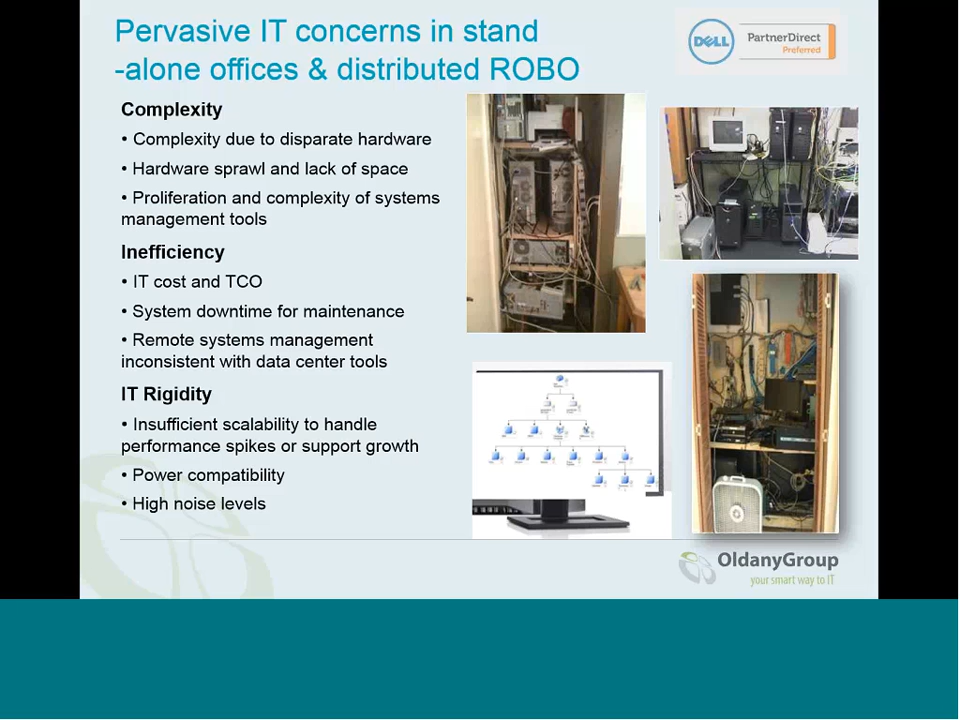 Pervasive IT concerns in stand
-alone offices & distributed ROBO
DELL
PartnerDirect
Preferred
Complexity
• Complexity due to disparate hardware
• Hardware sprawl and lack of space
• Proliferation and complexity of systems
management tools
Inefficiency
• IT cost and TCO
• System downtime for maintenance
• Remote systems management
inconsistent with data center tools
IT Rigidity
• Insufficient scalability to handle
performance spikes or support growth
• Power compatibility
• High noise levels
OldanyGroup
your smart way to IT